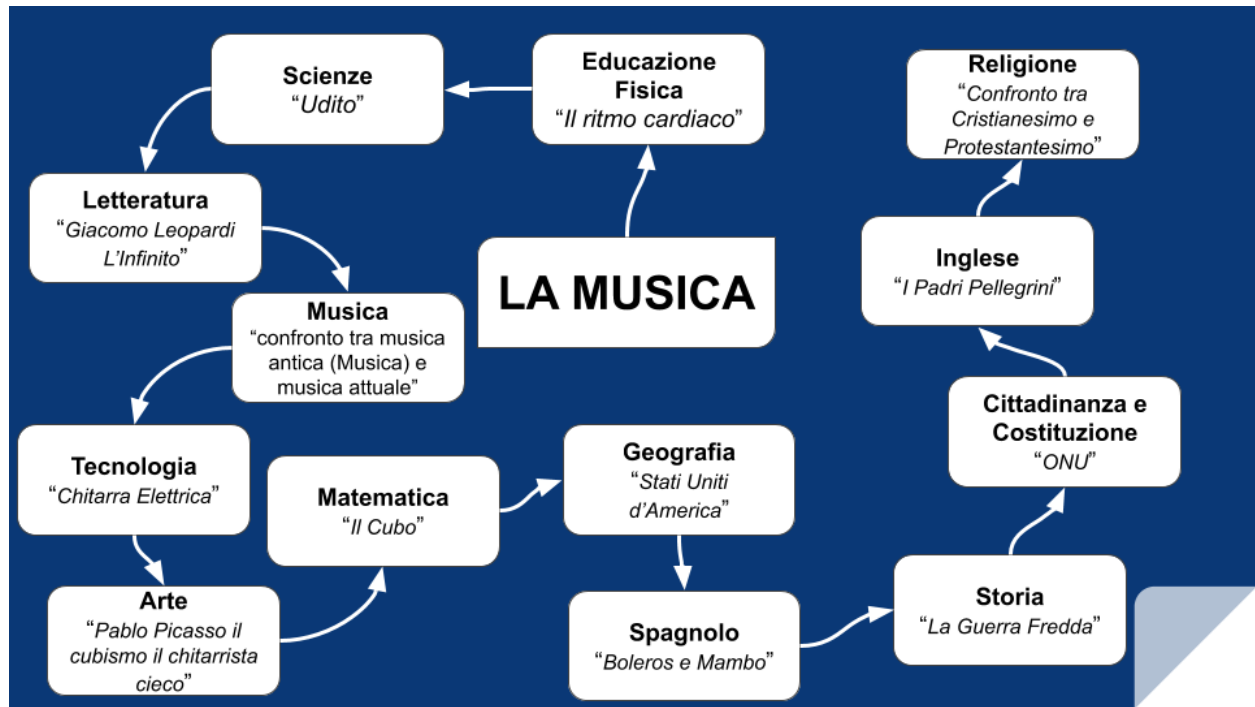 LA MUSICA
Educazione
Fisica
“Il ritmo cardiaco”
Scienze
“Udito”
Letteratura
“Giacomo Leopardi
L’Infinito”
Musica
“confronto tra musica
antica (Musica) e
musica attuale”
Tecnologia
“Chitarra Elettrica”
Arte
“Pablo Picasso il
cubismo il chitarrista
cieco”
Matematica
“Il Cubo”
Geografia
“Stati Uniti
d’America”
Spagnolo
“Boleros e Mambo”
Storia
“La Guerra Fredda”
Cittadinanza e
Costituzione
“ONU”
Inglese
“I Padri Pellegrini”
Religione
“Confronto tra
Cristianesimo e
Protestantesimo”